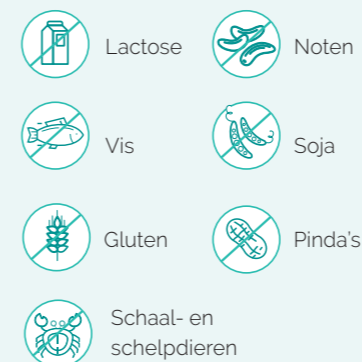 Lactose
Noten
Vis
Soja
Gluten
Pinda's
Schaal- en
schelpdieren